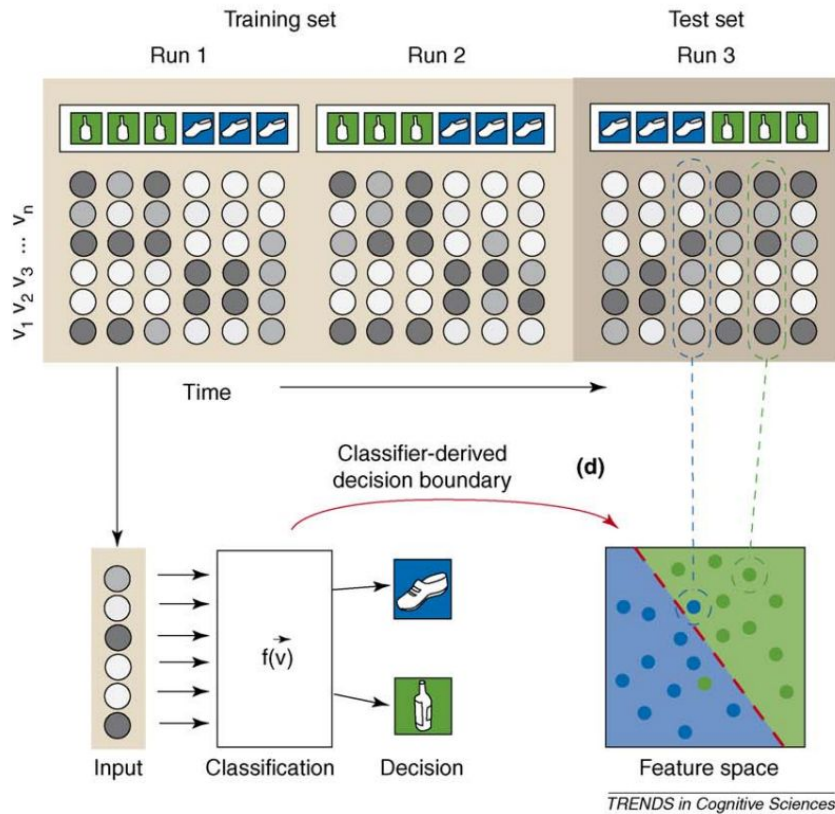 Training set
Test set
Run 1
Run 2
Run 3
v1 v2 v3 ... vn
Time
Classifier-derived
decision boundary
(d)
f(v)
Input
Classification
Decision
Feature space
TRENDS in Cognitive Sciences